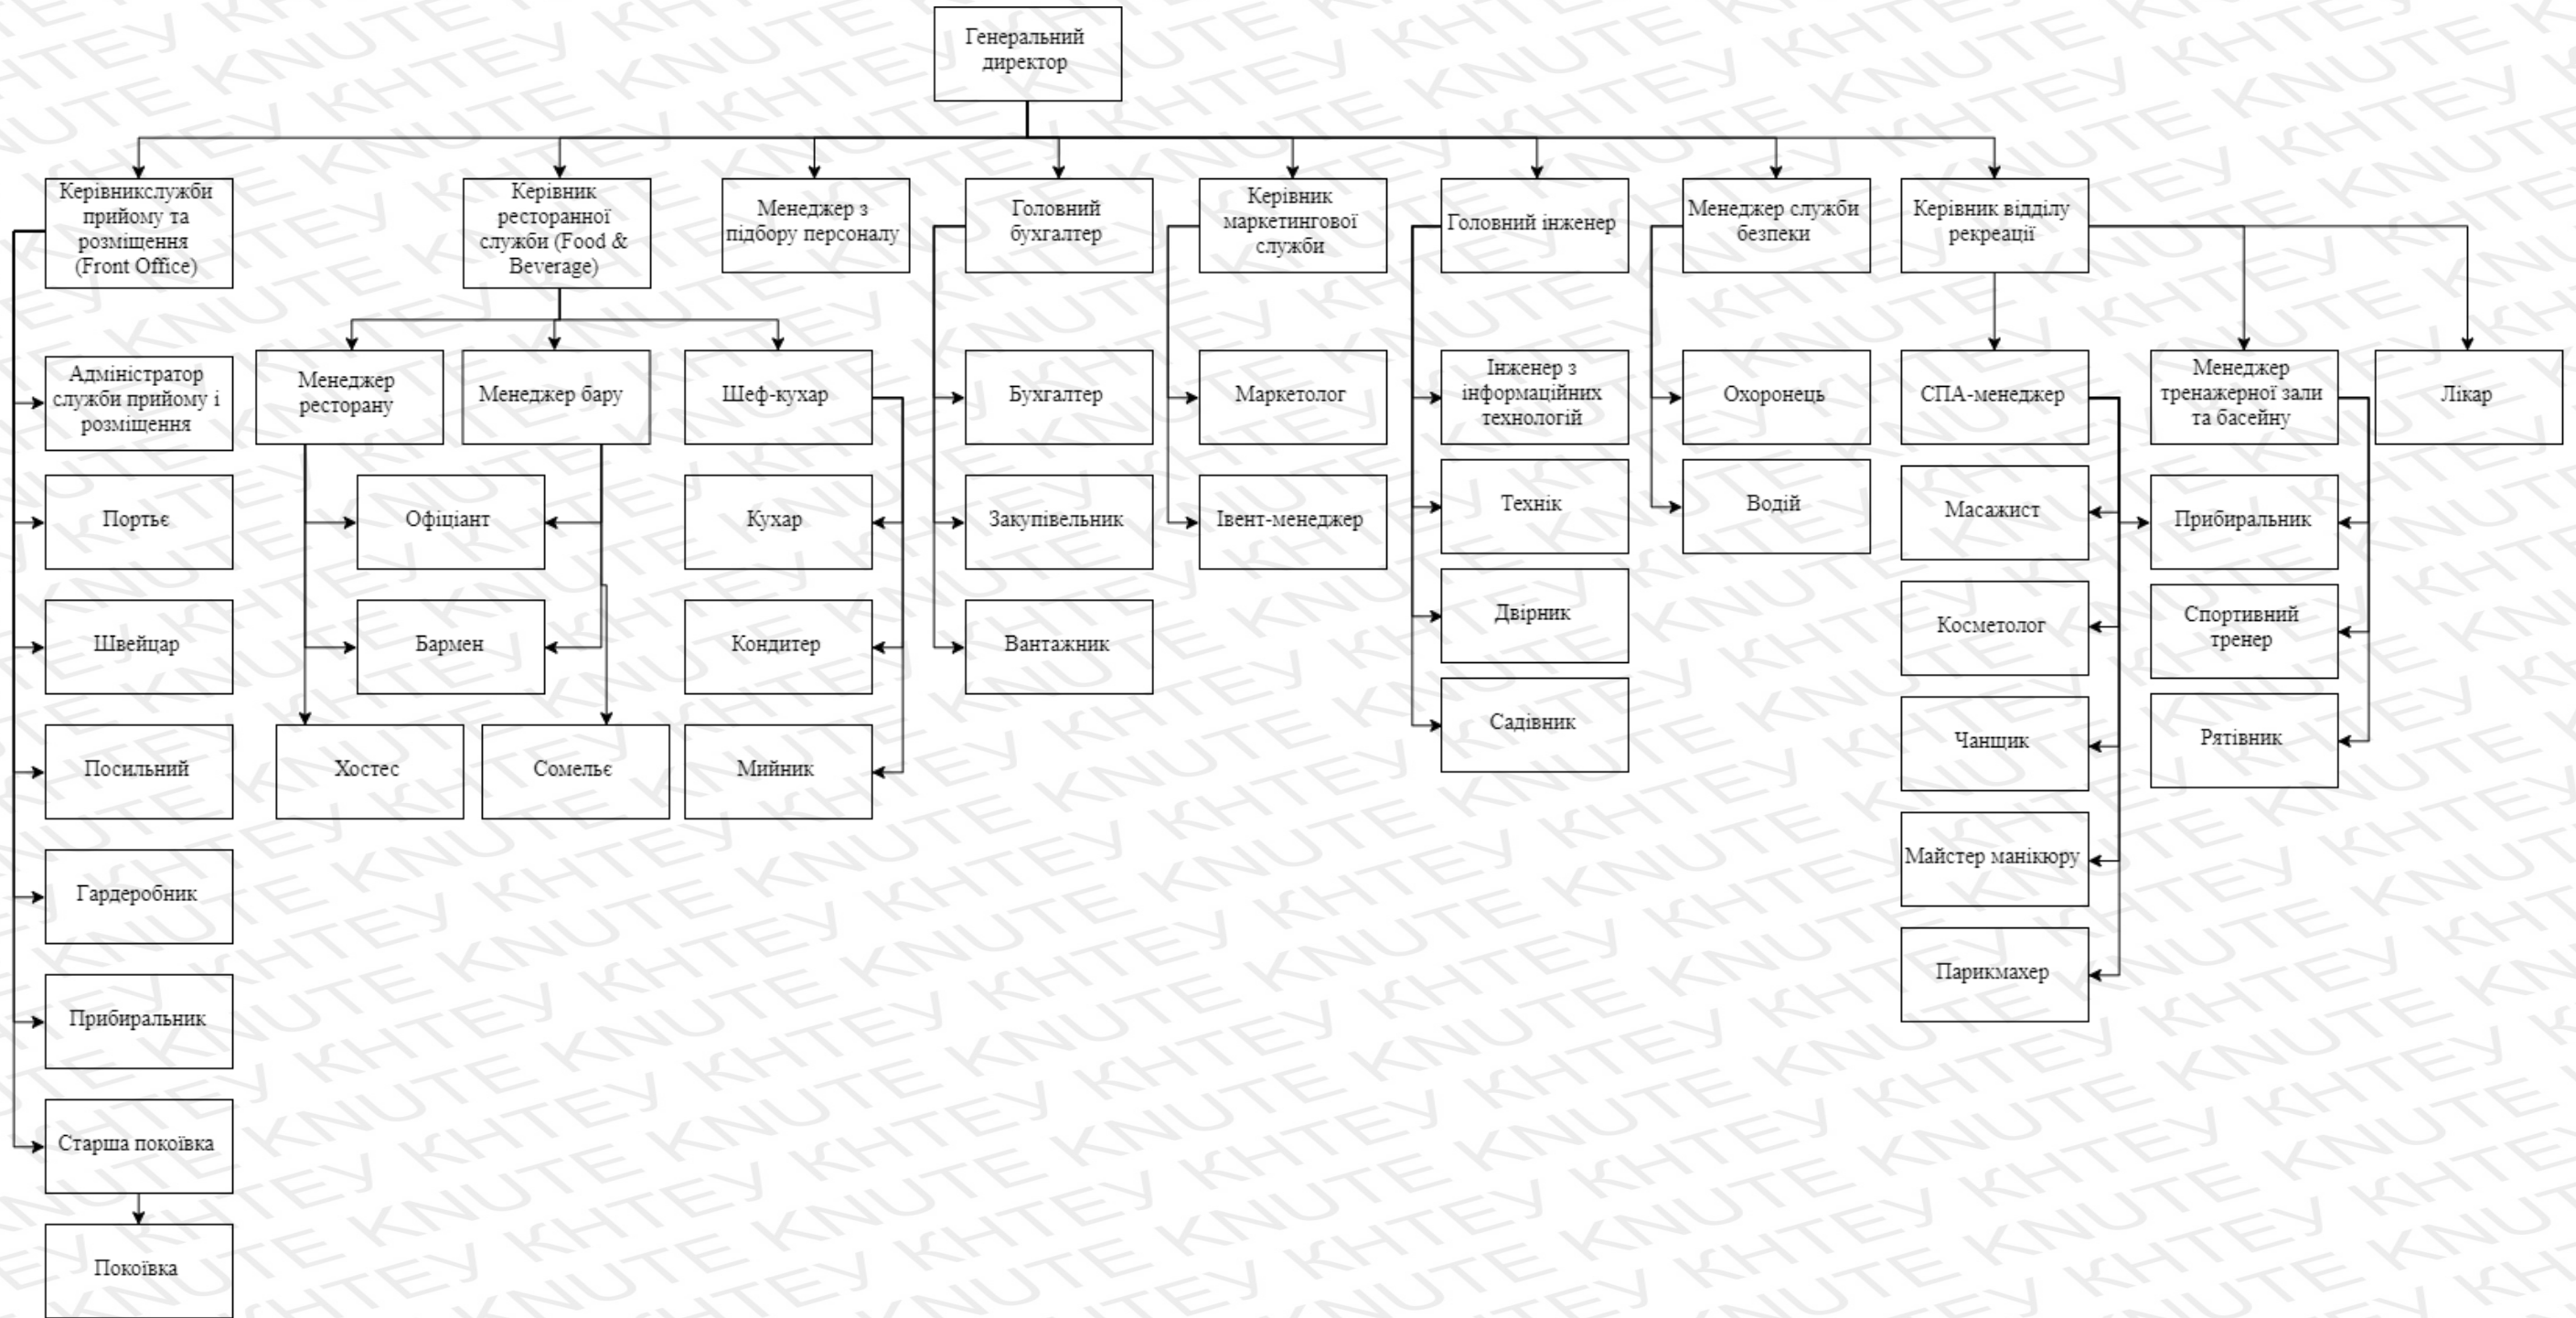 Генеральний
директор
Керівникслужби
прийому та
розміщення
(Front Office)
Керівник
ресторанної
служби (Food &
Beverage)
Менеджер з
підбору персоналу
Головний
бухгалтер
Керівник
маркетингової
служби
Головний інженер
Менеджер служби
безпеки
Керівник відділу
рекреації
Адміністратор
служби прийому і
розміщення
Менеджер
ресторану
Менеджер бару
Шеф-кухар
Бухгалтер
Маркетолог
Інженер з
інформаційних
технологій
Охоронець
СПА-менеджер
Менеджер
тренажерної зали
та басейну
Лікар
Портьє
Офіціант
Кухар
Закупівельник
Івент-менеджер
Технік
Водій
Масажист
Прибиральник
Швейцар
Бармен
Кондитер
Вантажник
Двірник
Косметолог
Спортивний
тренер
Посильний
Хостес
Сомельє
Мийник
Садівник
Чанщик
Рятівник
Гардеробник
Майстер манікюру
Прибиральник
Парикмахер
Старша покоївка
Покоївка